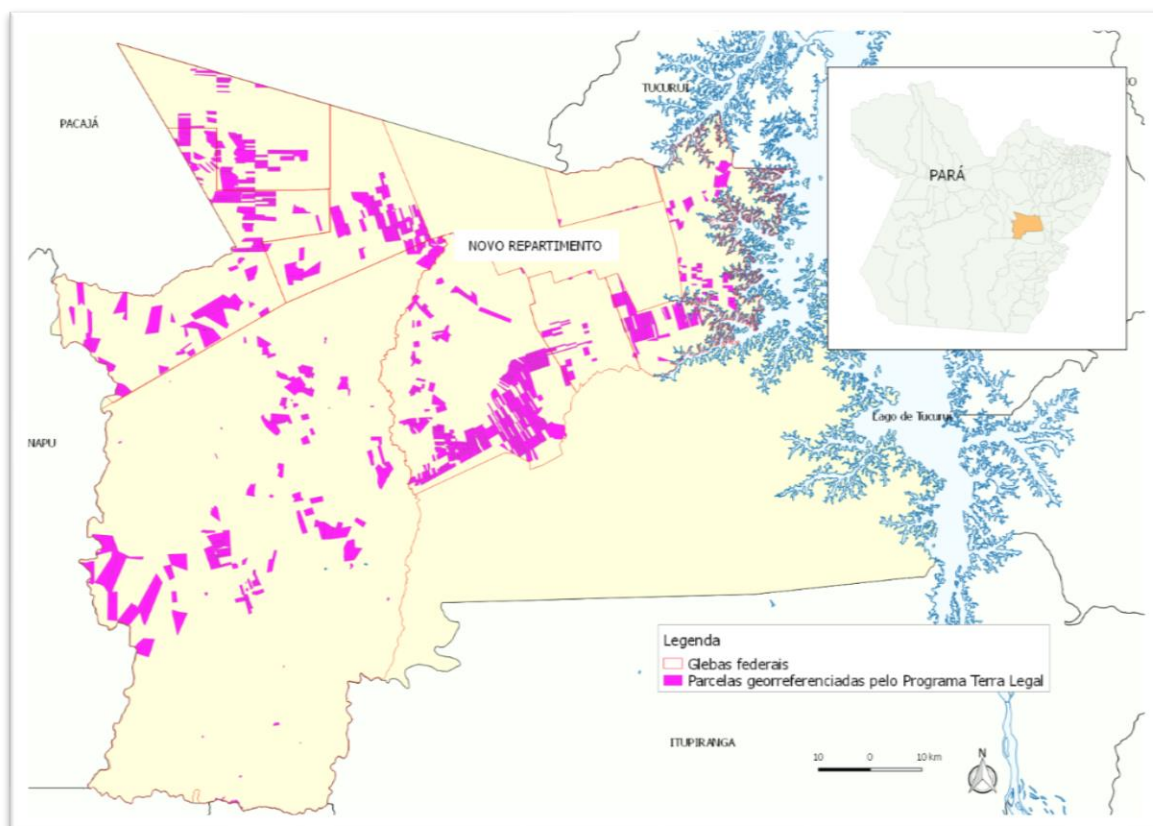 TUCURUI
PACAJÁ
PARÁ
NOVO REPARTIMENTO
Lago de Tucuruí
NAPU
Legenda
Glebas federais
Parcelas georreferenciadas pelo Programa Terra Legal
ITUPIRANGA
10 0 10 km
N